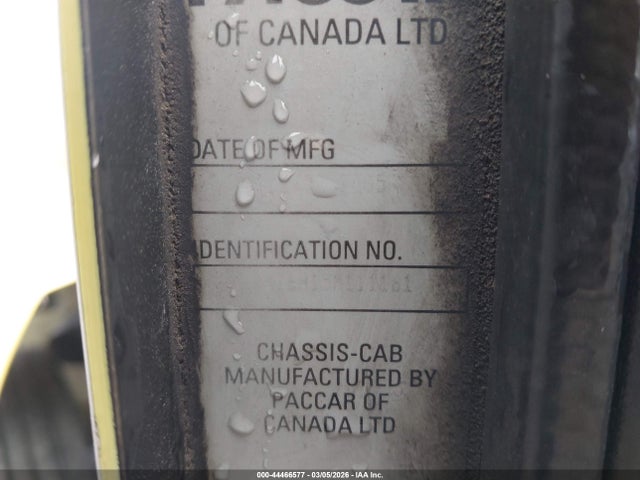 OF CANADA LTD
DATE OF MFG
IDENTIFICATION NO.
CHASSIS-CAB
MANUFACTURED BY
PACCAR OF
CANADA LTD
000-44466577 - 03/05/2026 - IAA Inc.